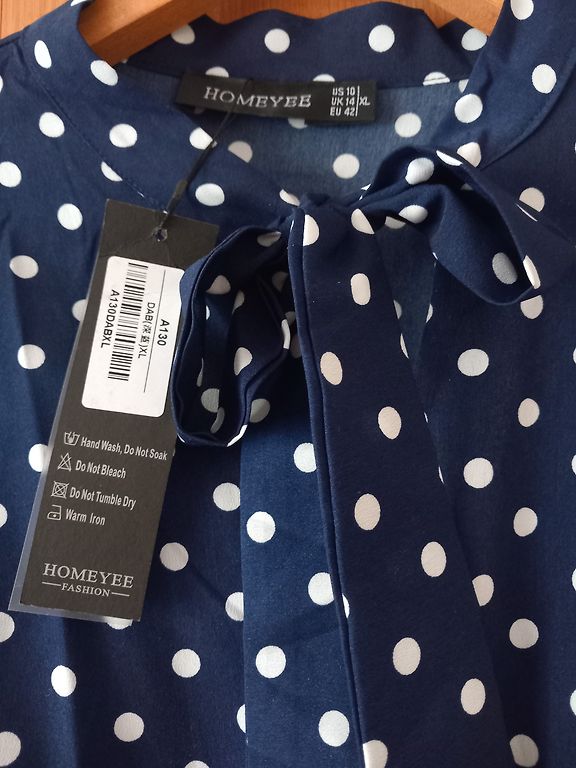 HOMEYEE
US 10
UK 14 XL
EU 42
A130
DAB(深蓝)XL
A130DABXL
Hand Wash, Do Not Soak
Do Not Bleach
Do Not Tumble Dry
Warm Iron
HOMEYEE
FASHION